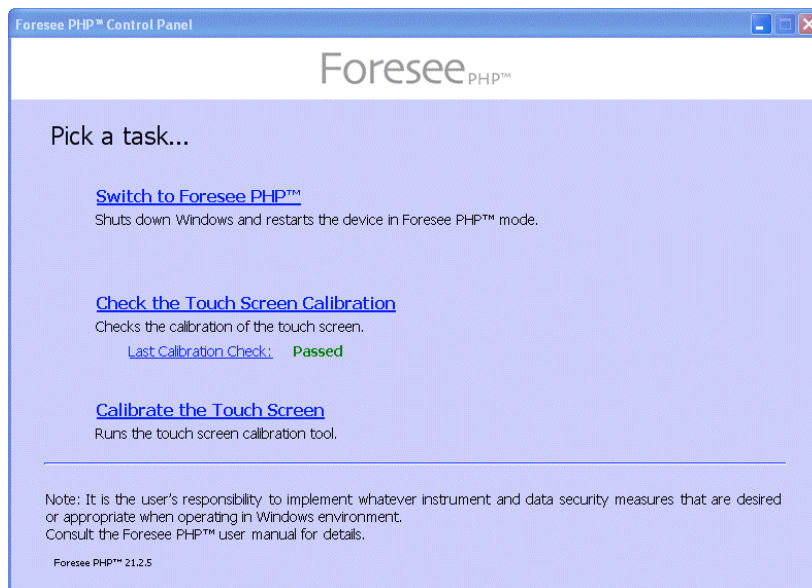 Foresee PHP™ Control Panel
Foresee PHP™
Pick a task...
Switch to Foresee PHP™
Shuts down Windows and restarts the device in Foresee PHP™ mode.
Check the Touch Screen Calibration
Checks the calibration of the touch screen.
Last Calibration Check: Passed
Calibrate the Touch Screen
Runs the touch screen calibration tool.
Note: It is the user's responsibility to implement whatever instrument and data security measures that are desired
or appropriate when operating in Windows environment.
Consult the Foresee PHP™ user manual for details.
Foresee PHP™ 21.2.5